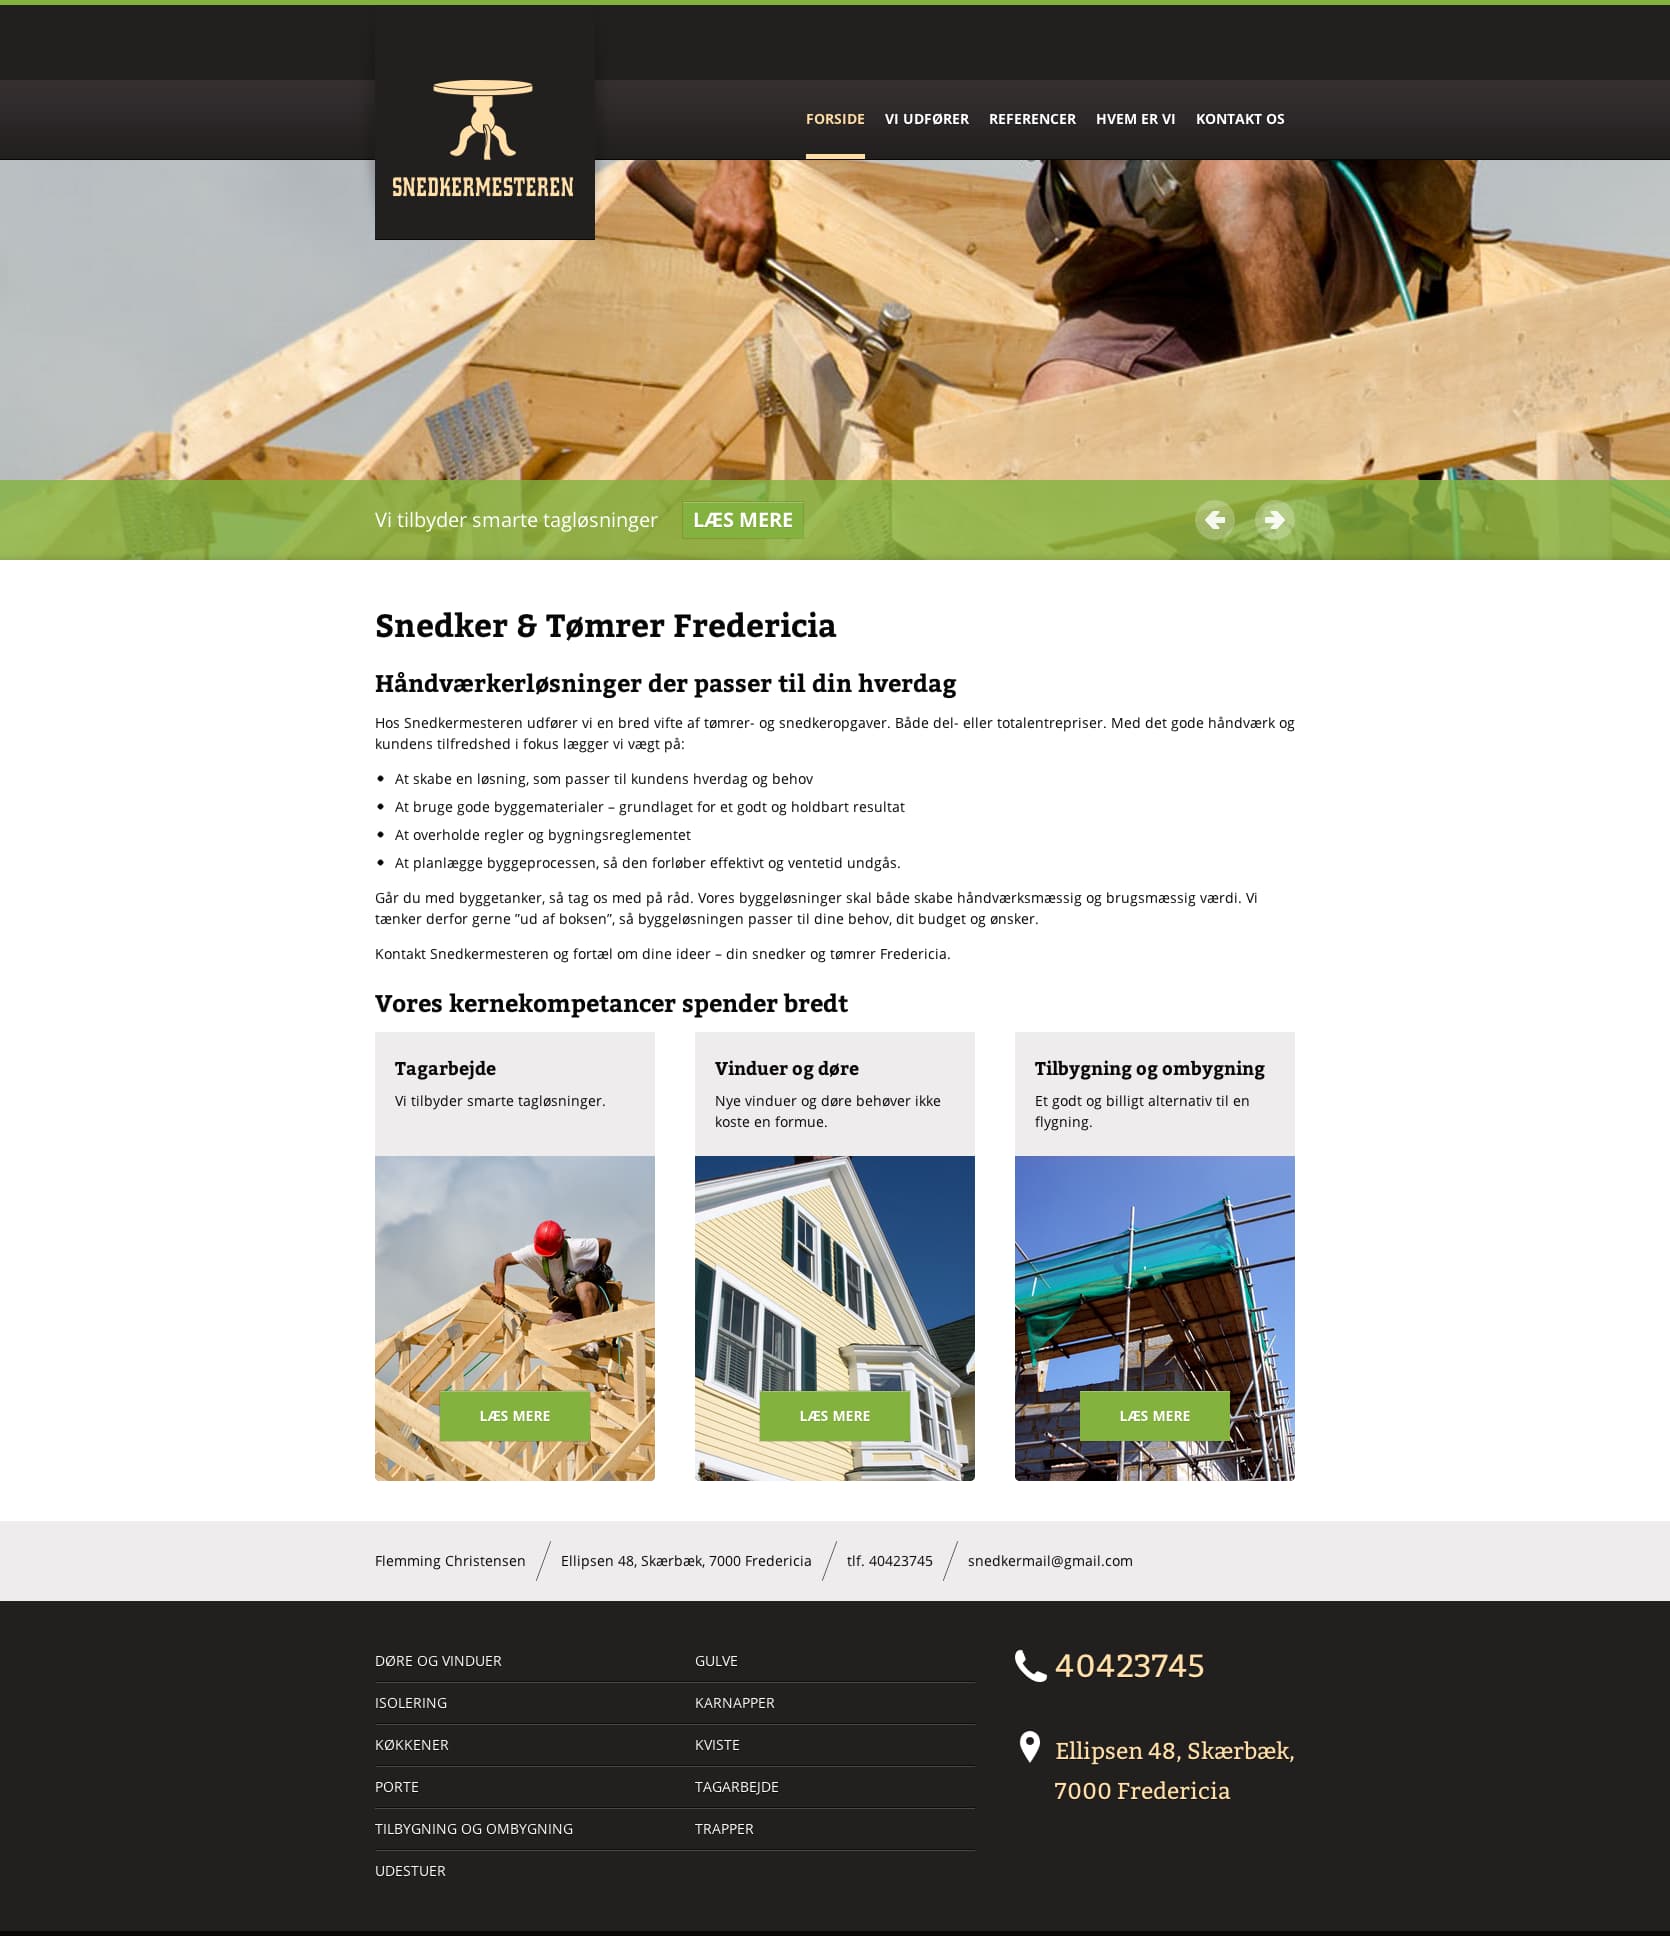 SNEDKERMESTEREN
FORSIDE VI UDFØRER REFERENCER HVEM ER VI KONTAKT OS
Vi tilbyder smarte tagløsninger LÆS MERE
Snedker & Tømrer Fredericia
Håndværkerløsninger der passer til din hverdag
Hos Snedkermesteren udfører vi en bred vifte af tømrer- og snedkeropgaver. Både del- eller totalentrepriser. Med det gode håndværk og
kundens tilfredshed i fokus lægger vi vægt på:
• At skabe en løsning, som passer til kundens hverdag og behov
• At bruge gode byggematerialer – grundlaget for et godt og holdbart resultat
• At overholde regler og bygningsreglementet
• At planlægge byggeprocessen, så den forløber effektivt og ventetid undgås.
Går du med byggetanker, så tag os med på råd. Vores byggeløsninger skal både skabe håndværksmæssig og brugsmæssig værdi. Vi
tænker derfor gerne ”ud af boksen”, så byggeløsningen passer til dine behov, dit budget og ønsker.
Kontakt Snedkermesteren og fortæl om dine ideer – din snedker og tømrer Fredericia.
Vores kernekompetancer spender bredt
Tagarbejde
Vi tilbyder smarte tagløsninger.
LÆS MERE
Vinduer og døre
Nye vinduer og døre behøver ikke
koste en formue.
LÆS MERE
Tilbygning og ombygning
Et godt og billigt alternativ til en
flygning.
LÆS MERE
Flemming Christensen / Ellipsen 48, Skærbæk, 7000 Fredericia / tlf. 40423745 / snedkermail@gmail.com
DØRE OG VINDUER
ISOLERING
KØKKENER
PORTE
TILBYGNING OG OMBYGNING
UDESTUER
GULVE
KARNAPPER
KVISTE
TAGARBEJDE
TRAPPER
40423745
Ellipsen 48, Skærbæk,
7000 Fredericia